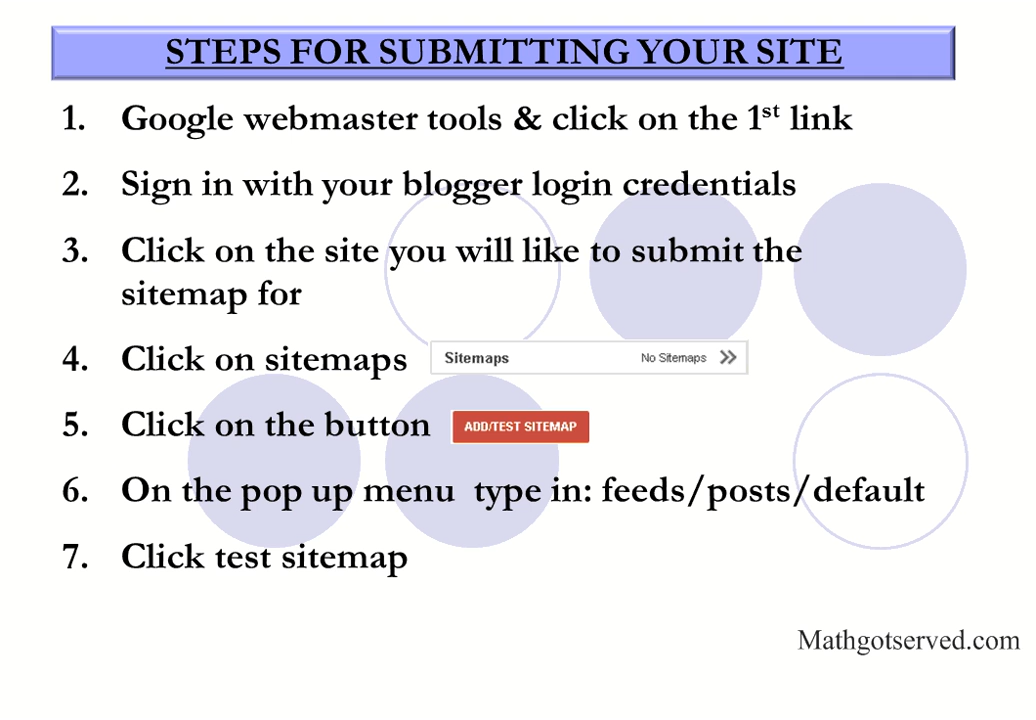 STEPS FOR SUBMITTING YOUR SITE
1. Google webmaster tools & click on the 1st link
2. Sign in with your blogger login credentials
3. Click on the site you will like to submit the
sitemap for
4. Click on sitemaps Sitemaps No Sitemaps »
5. Click on the button ADD/TEST SITEMAP
6. On the pop up menu type in: feeds/posts/default
7. Click test sitemap
Mathgotserved.com